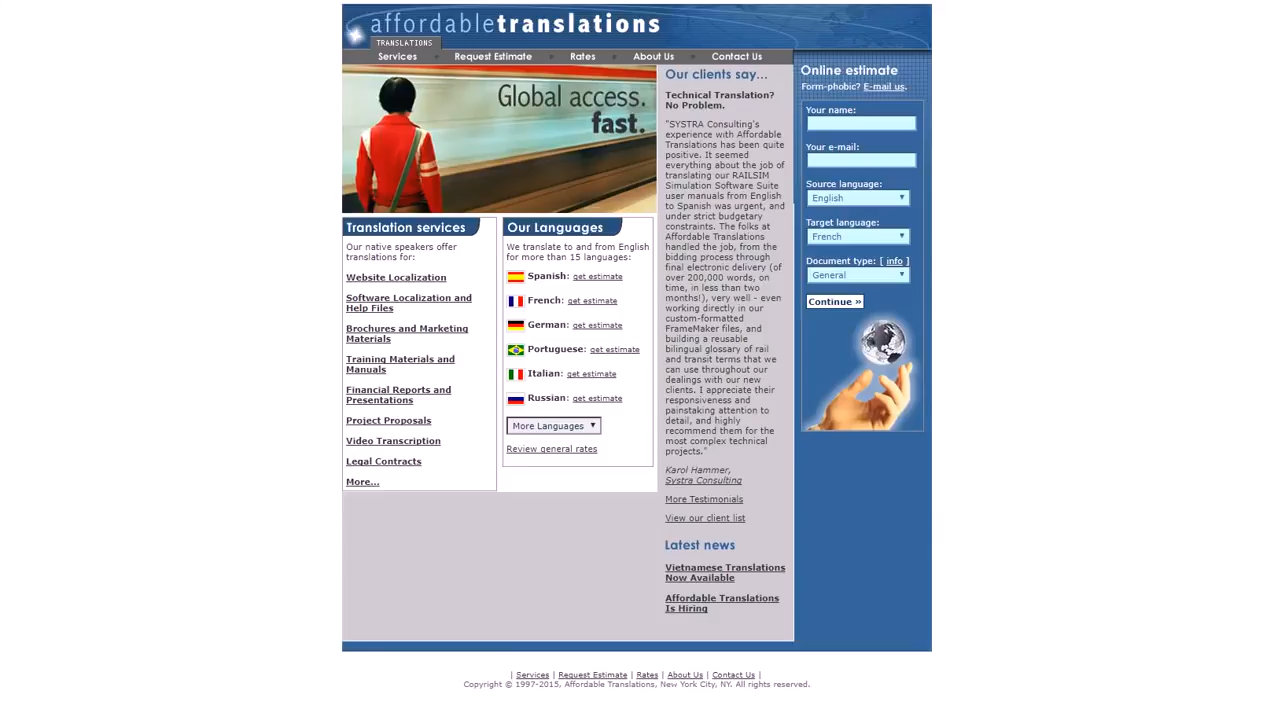 affordabletranslations
TRANSLATIONS
Services
Request Estimate
Rates
About Us
Contact Us
Global access.
fast.
Translation services
Our native speakers offer
translations for:
Website Localization
Software Localization and
Help Files
Brochures and Marketing
Materials
Training Materials and
Manuals
Financial Reports and
Presentations
Project Proposals
Video Transcription
Legal Contracts
More...
Our Languages
We translate to and from English
for more than 15 languages:
Spanish: get estimate
French: get estimate
German: get estimate
Portuguese: get estimate
Italian: get estimate
Russian: get estimate
More Languages
Review general rates
Our clients say...
Technical Translation?
No Problem.
"SYSTRA Consulting's
experience with Affordable
Translations has been quite
positive. It seemed
everything about the job of
translating our RAILSIM
Simulation Software Suite
user manuals from English
to Spanish was urgent, and
under strict budgetary
constraints. The folks at
Affordable Translations
handled the job, from the
bidding process through
final electronic delivery (of
over 200,000 words, on
time, in less than two
months!), very well - even
working directly in our
custom-formatted
FrameMaker files, and
building a reusable
bilingual glossary of rail
and transit terms that we
can use throughout our
dealings with our new
clients. I appreciate their
responsiveness and
painstaking attention to
detail, and highly
recommend them for the
most complex technical
projects."
Karol Hammer,
Systra Consulting
More Testimonials
View our client list
Latest news
Vietnamese Translations
Now Available
Affordable Translations
Is Hiring
Online estimate
Form-phobic? E-mail us.
Your name:
Your e-mail:
Source language:
English
Target language:
French
Document type: [ info ]
General
Continue »
| Services | Request Estimate | Rates | About Us | Contact Us |
Copyright © 1997-2015, Affordable Translations, New York City, NY. All rights reserved.